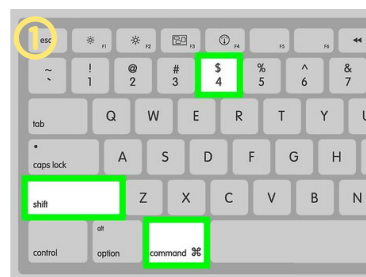 1
esc F1 F2 F3 F4 F5 F6
~ ! @ # $ % ^ &
` 1 2 3 4 5 6 7
tab Q W E R T Y U
caps lock A S D F G H
shift Z X C V B N
alt
control option command ⌘